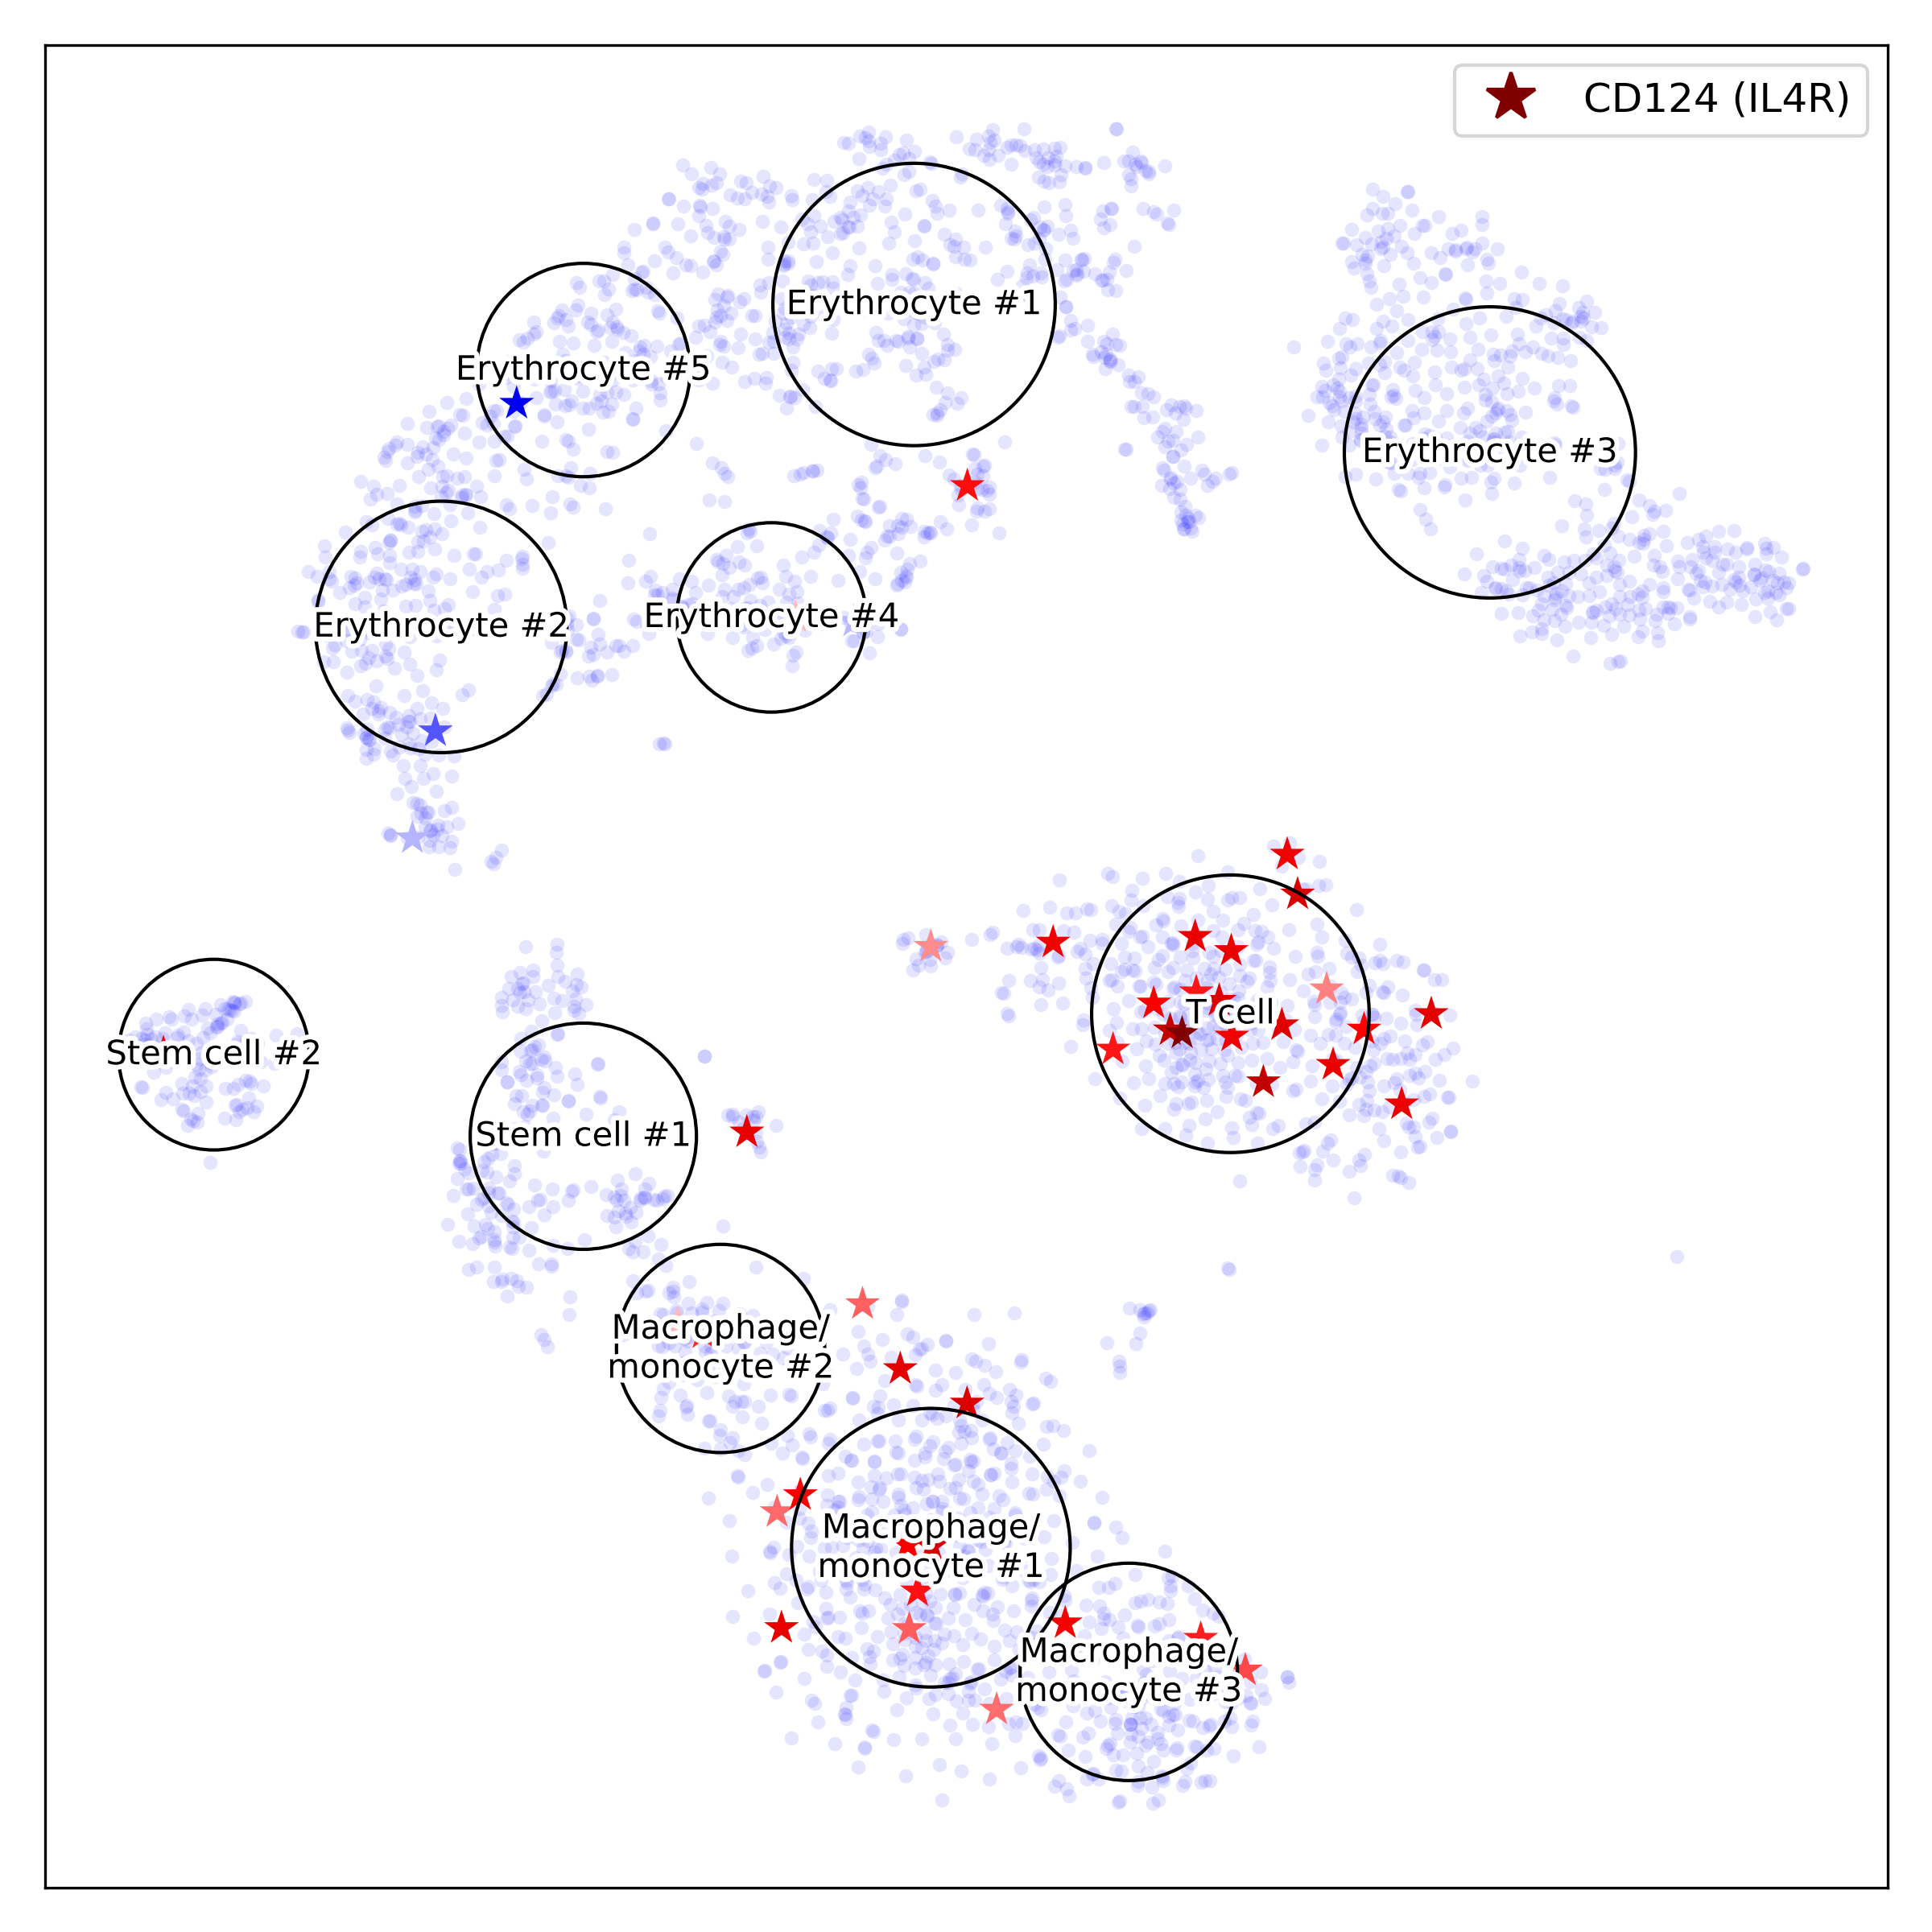 CD124 (IL4R)
Erythrocyte #1
Erythrocyte #5
Erythrocyte #3
Erythrocyte #4
Erythrocyte #2
T cell
Stem cell #2
Stem cell #1
Macrophage/
monocyte #2
Macrophage/
monocyte #1
Macrophage/
monocyte #3